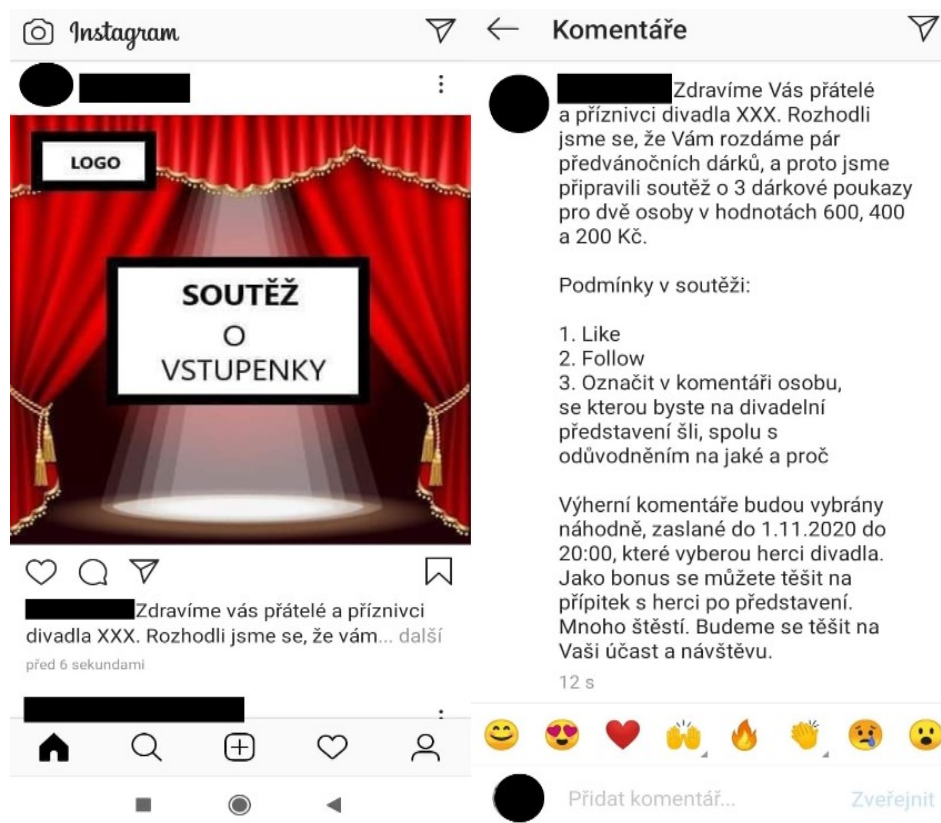 Instagram
LOGO
SOUTĚŽ
O
VSTUPENKY
Zdravíme vás přátelé a příznivci
divadla XXX. Rozhodli jsme se, že vám... další
před 6 sekundami
Komentáře
Zdravíme Vás přátelé
a příznivci divadla XXX. Rozhodli
jsme se, že Vám rozdáme pár
předvánočních dárků, a proto jsme
připravili soutěž o 3 dárkové poukazy
pro dvě osoby v hodnotách 600, 400
a 200 Kč.
Podmínky v soutěži:
1. Like
2. Follow
3. Označit v komentáři osobu,
se kterou byste na divadelní
představení šli, spolu s
odůvodněním na jaké a proč
Výherní komentáře budou vybrány
náhodně, zaslané do 1.11.2020 do
20:00, které vyberou herci divadla.
Jako bonus se můžete těšit na
přípitek s herci po představení.
Mnoho štěstí. Budeme se těšit na
Vaši účast a návštěvu.
12 s
Přidat komentář... Zveřejnit